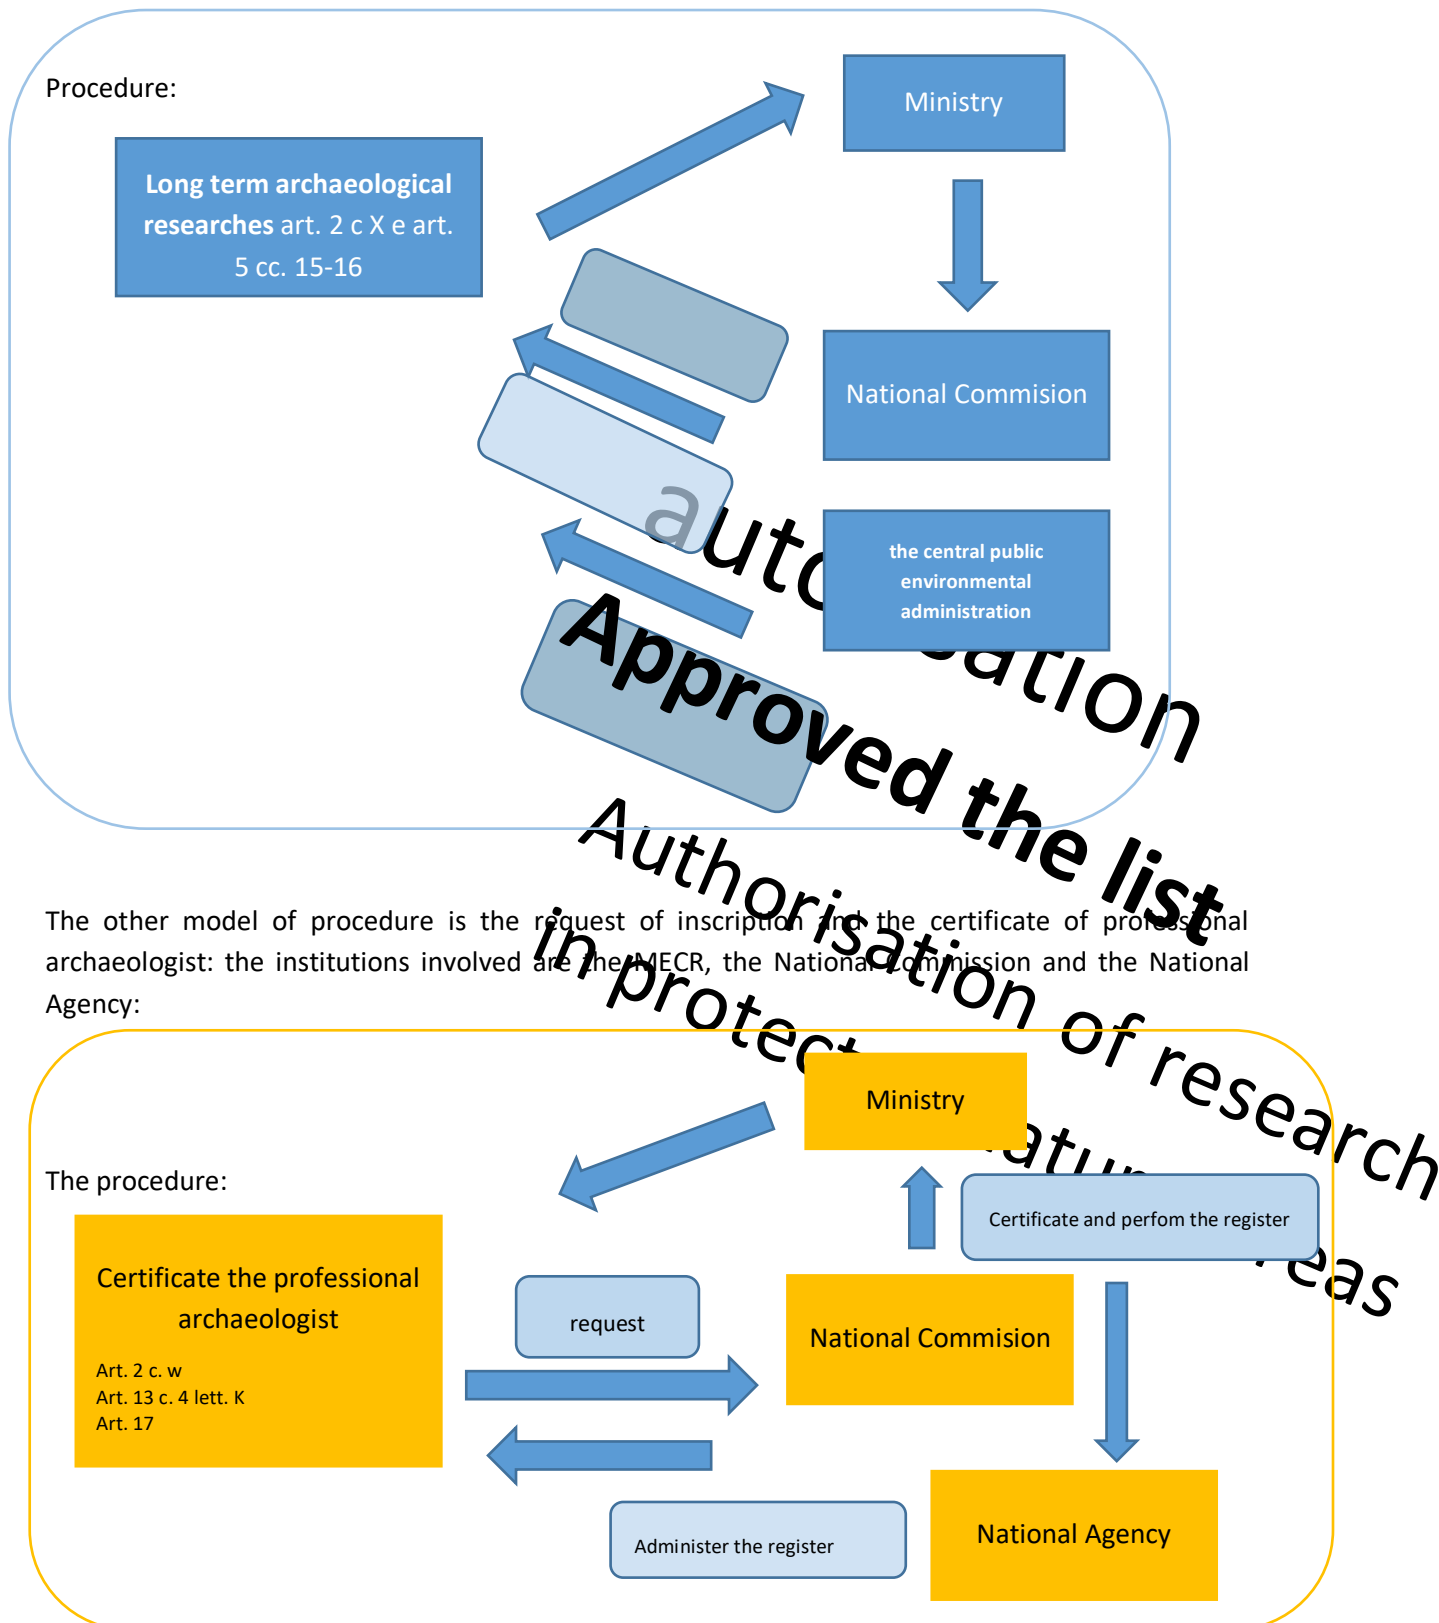 Procedure:
Ministry
Long term archaeological
researches art. 2 c X e art.
5 cc. 15-16
National Commision
the central public
environmental
administration
Approved the list
Authorisation of research
in
The other model of procedure is the request of inscription and the certificate of professional
archaeologist: the institutions involved are the MECR, the National Commission and the National
Agency:
Ministry
The procedure:
Certificate and perfom the register
Certificate the professional
archaeologist
request
National Commision
Art. 2 c. w
Art. 13 c. 4 lett. K
Art. 17
National Agency
Administer the register